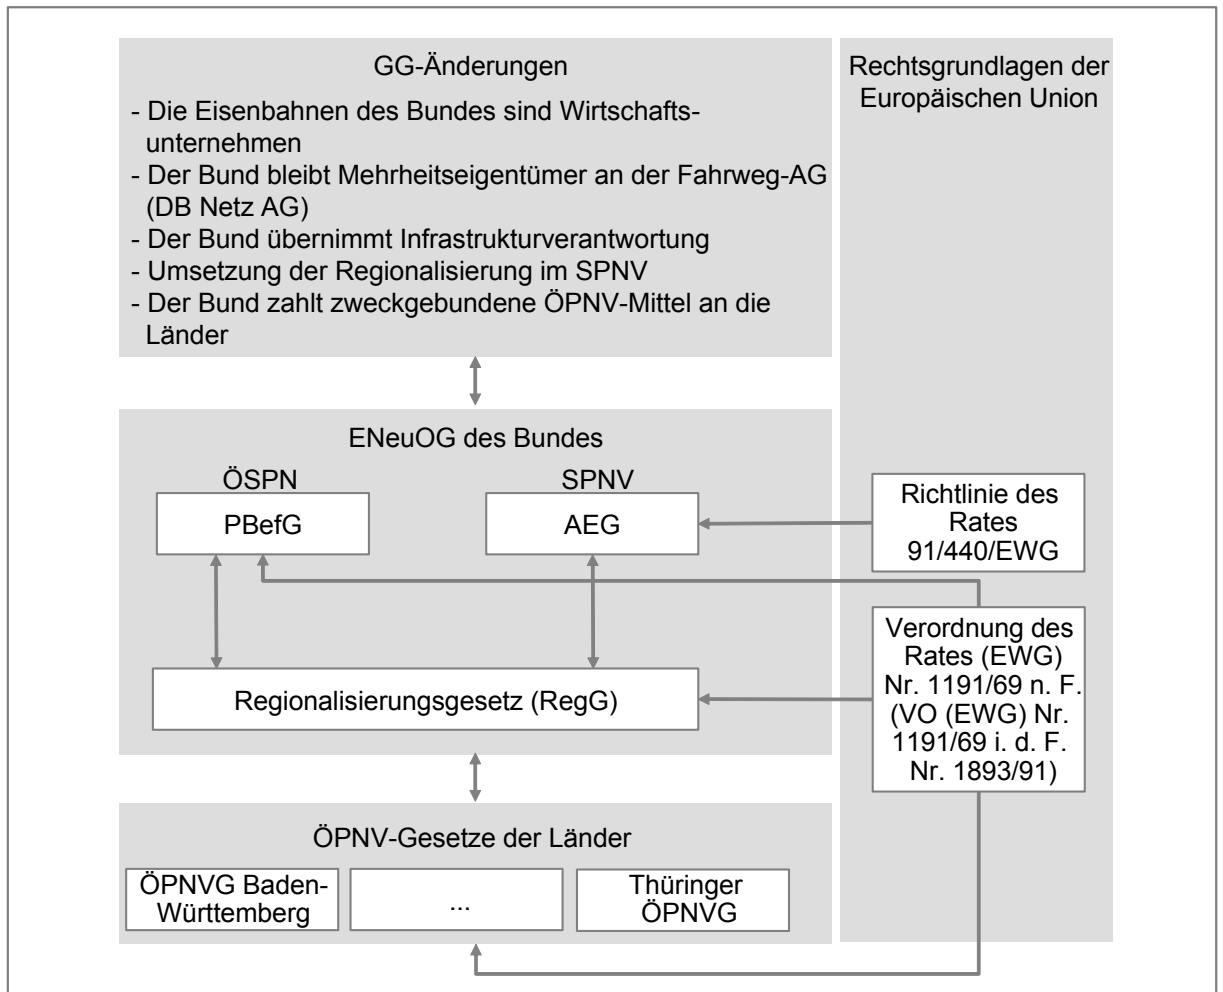 GG-Änderungen
- Die Eisenbahnen des Bundes sind Wirtschafts-
unternehmen
- Der Bund bleibt Mehrheitseigentümer an der Fahrweg-AG
(DB Netz AG)
- Der Bund übernimmt Infrastrukturverantwortung
- Umsetzung der Regionalisierung im SPNV
- Der Bund zahlt zweckgebundene ÖPNV-Mittel an die
Länder
Rechtsgrundlagen der
Europäischen Union
ENeuOG des Bundes
ÖSPN
SPNV
PBefG
AEG
Richtlinie des
Rates
91/440/EWG
Regionalisierungsgesetz (RegG)
Verordnung des
Rates (EWG)
Nr. 1191/69 n. F.
(VO (EWG) Nr.
1191/69 i. d. F.
Nr. 1893/91)
ÖPNV-Gesetze der Länder
ÖPNVG Baden-
Württemberg
...
Thüringer
ÖPNVG